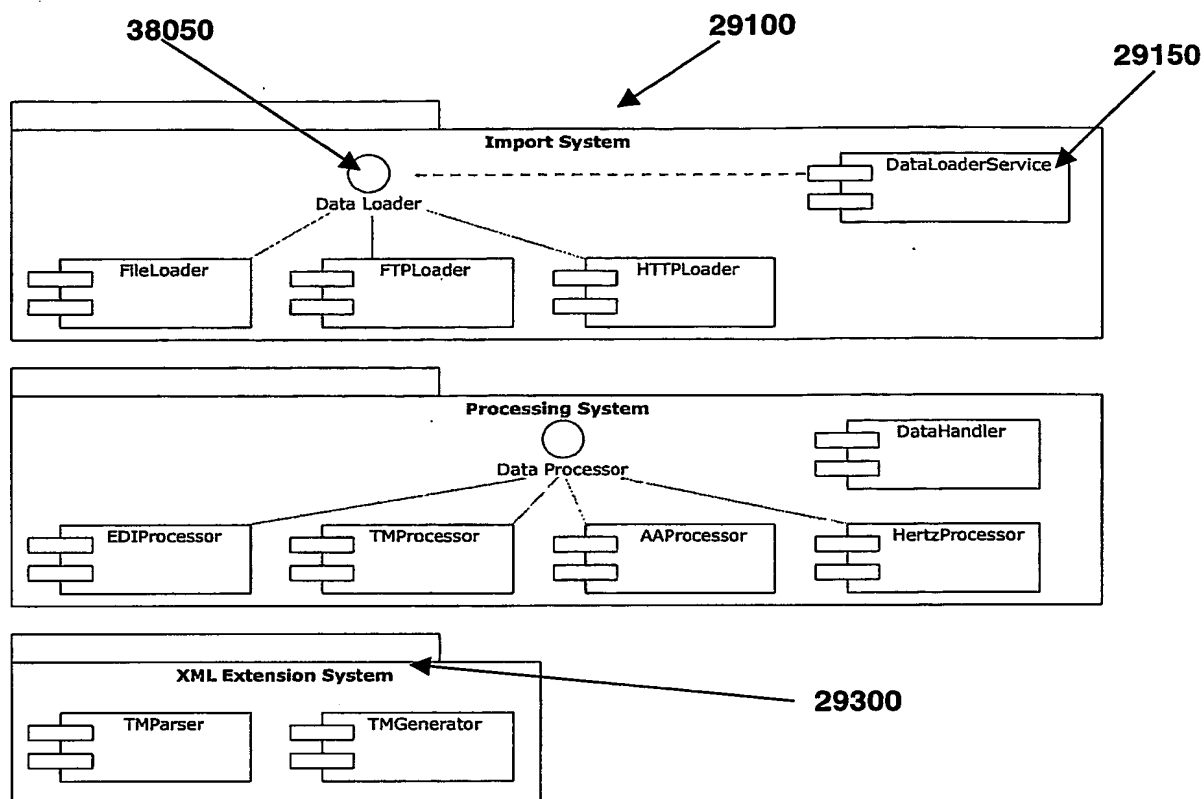 38050
29100
29150
Import System
DataLoaderService
Data Loader
FileLoader
FTPLoader
HTTPLoader
Processing System
DataHandler
Data Processor
EDIProcessor
TMProcessor
AAProcessor
HertzProcessor
XML Extension System
29300
TMParser
TMGenerator